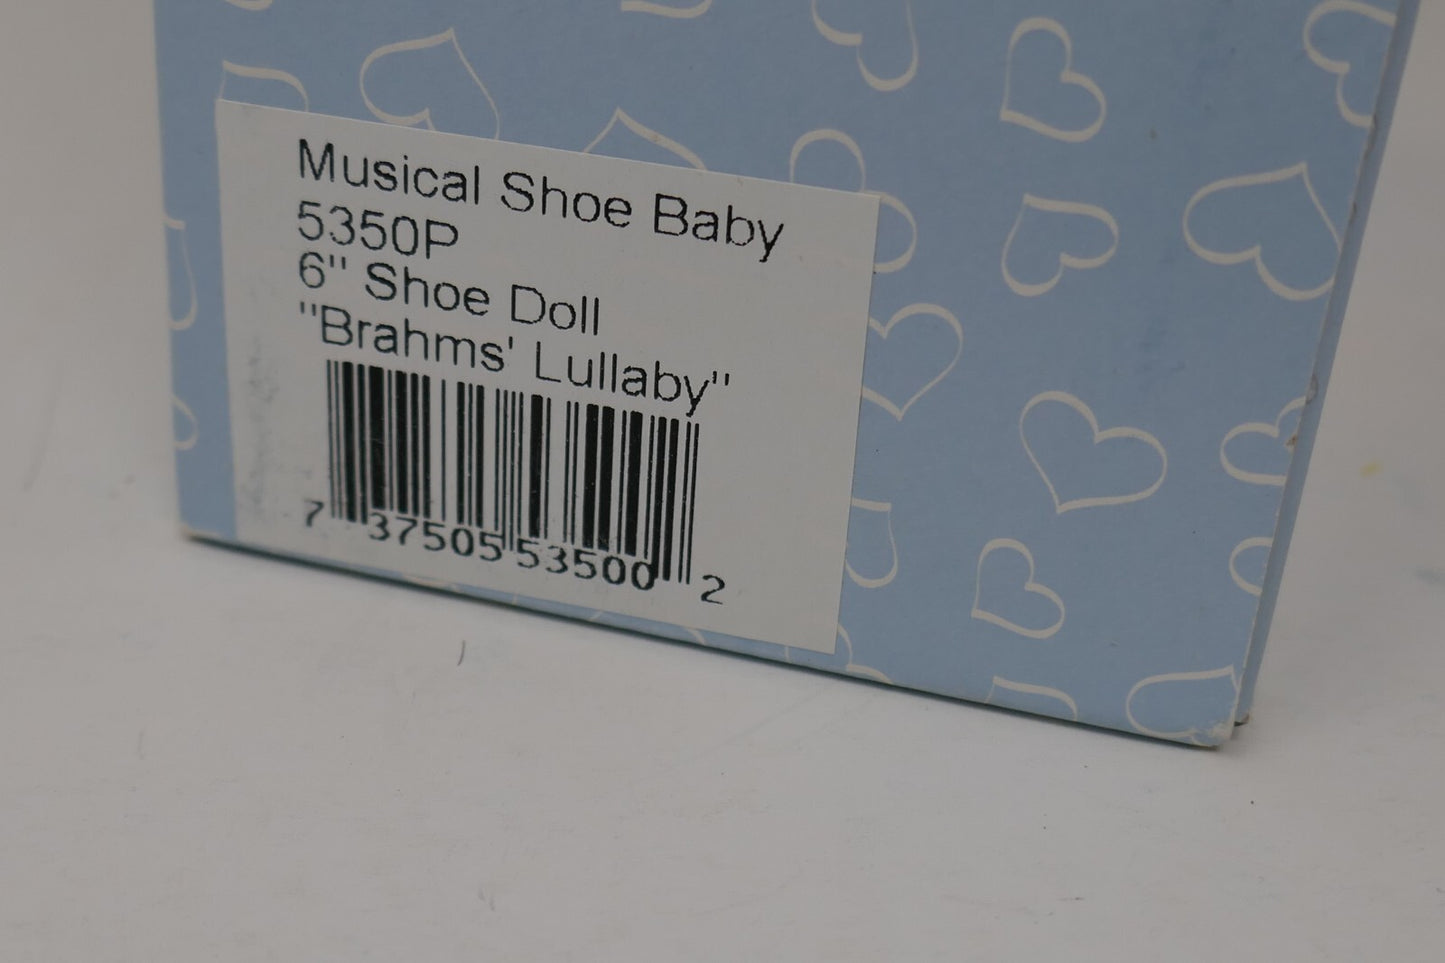 Musical Shoe Baby
5350P
6" Shoe Doll
"Brahms' Lullaby"
7 37505 53500 2